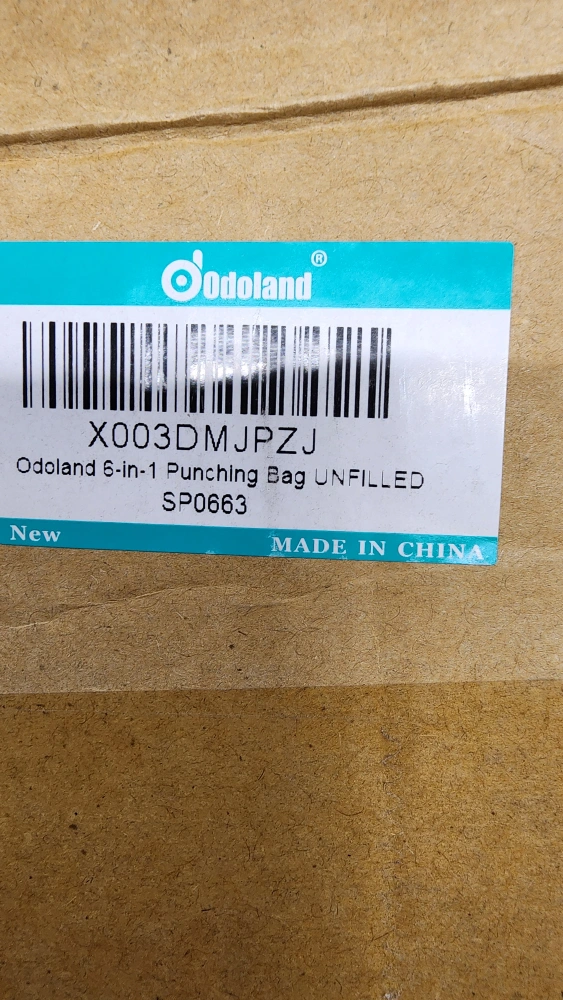 Odoland®
X003DMJPZJ
Odoland 6-in-1 Punching Bag UNFILLED
SP0663
New
MADE IN CHINA